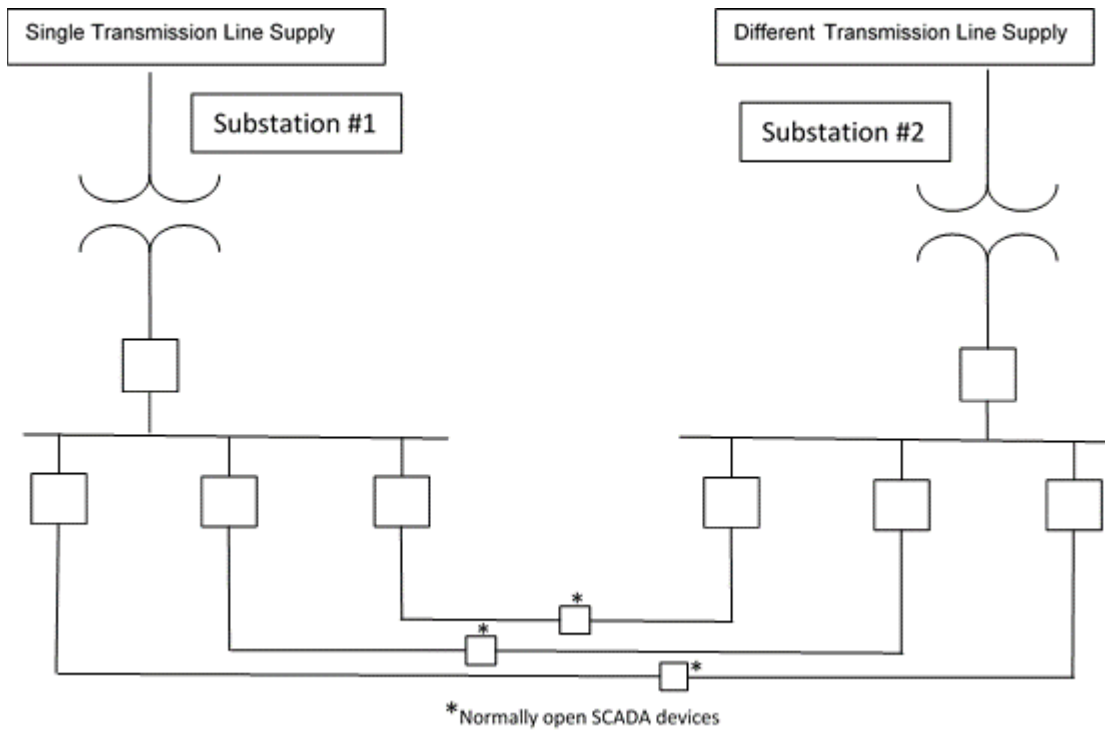 Single Transmission Line Supply
Different Transmission Line Supply
Substation #1
Substation #2
*
*
*
*Normally open SCADA devices